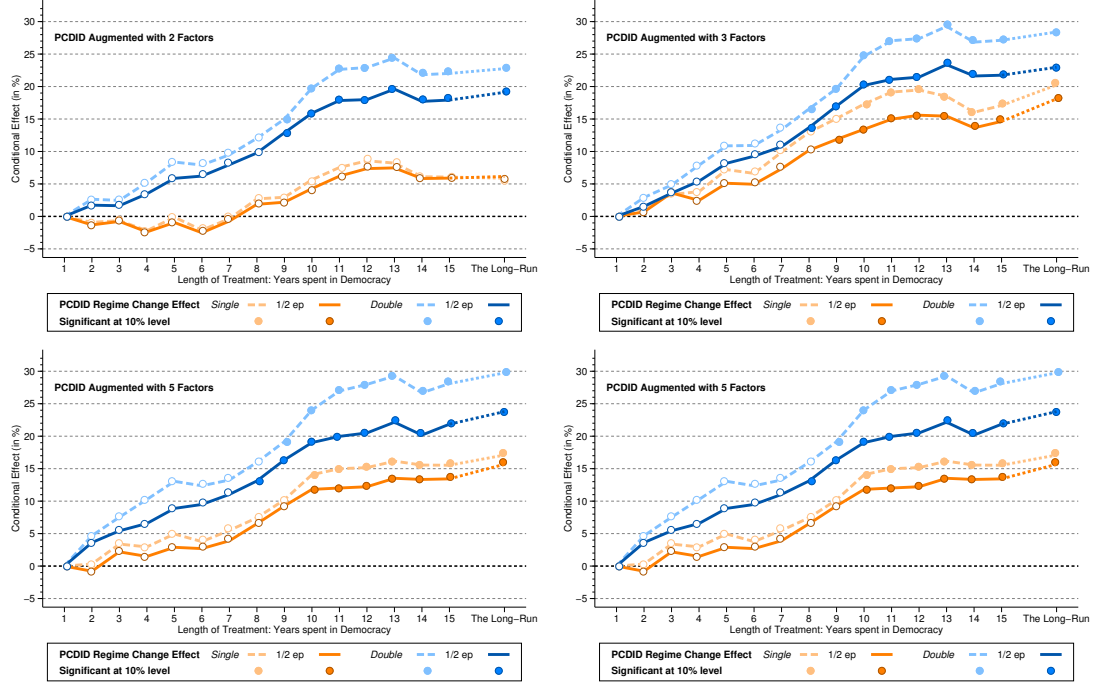 PCDID Augmented with 2 Factors
Conditional Effect (in %)
30
25
20
15
10
5
0
−5
1 2 3 4 5 6 7 8 9 10 11 12 13 14 15 The Long−Run
Length of Treatment: Years spent in Democracy
PCDID Regime Change Effect Single 1/2 ep Double 1/2 ep
Significant at 10% level
PCDID Augmented with 3 Factors
Conditional Effect (in %)
30
25
20
15
10
5
0
−5
1 2 3 4 5 6 7 8 9 10 11 12 13 14 15 The Long−Run
Length of Treatment: Years spent in Democracy
PCDID Regime Change Effect Single 1/2 ep Double 1/2 ep
Significant at 10% level
PCDID Augmented with 5 Factors
Conditional Effect (in %)
30
25
20
15
10
5
0
−5
1 2 3 4 5 6 7 8 9 10 11 12 13 14 15 The Long−Run
Length of Treatment: Years spent in Democracy
PCDID Regime Change Effect Single 1/2 ep Double 1/2 ep
Significant at 10% level
PCDID Augmented with 5 Factors
Conditional Effect (in %)
30
25
20
15
10
5
0
−5
1 2 3 4 5 6 7 8 9 10 11 12 13 14 15 The Long−Run
Length of Treatment: Years spent in Democracy
PCDID Regime Change Effect Single 1/2 ep Double 1/2 ep
Significant at 10% level